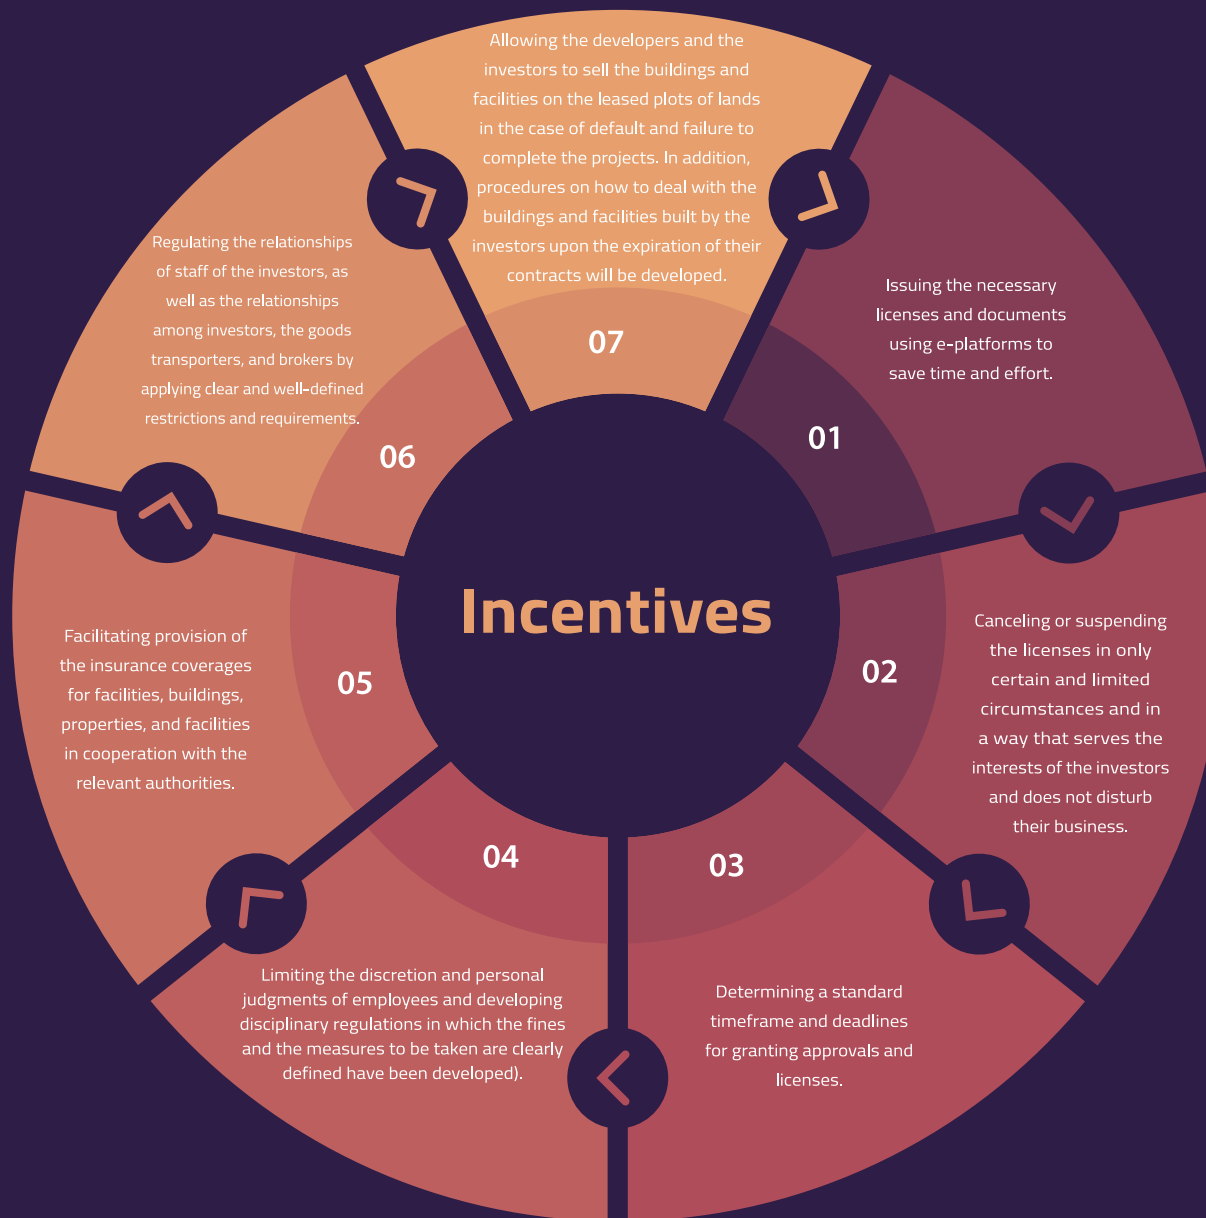 Incentives
01
Issuing the necessary
licenses and documents
using e-platforms to
save time and effort.
02
Canceling or suspending
the licenses in only
certain and limited
circumstances and in
a way that serves the
interests of the investors
and does not disturb
their business.
03
Determining a standard
timeframe and deadlines
for granting approvals and
licenses.
04
Limiting the discretion and personal
judgments of employees and developing
disciplinary regulations in which the fines
and the measures to be taken are clearly
defined have been developed).
05
Facilitating provision of
the insurance coverages
for facilities, buildings,
properties, and facilities
in cooperation with the
relevant authorities.
06
Regulating the relationships
of staff of the investors, as
well as the relationships
among investors, the goods
transporters, and brokers by
applying clear and well-defined
restrictions and requirements.
07
Allowing the developers and the
investors to sell the buildings and
facilities on the leased plots of lands
in the case of default and failure to
complete the projects. In addition,
procedures on how to deal with the
buildings and facilities built by the
investors upon the expiration of their
contracts will be developed.